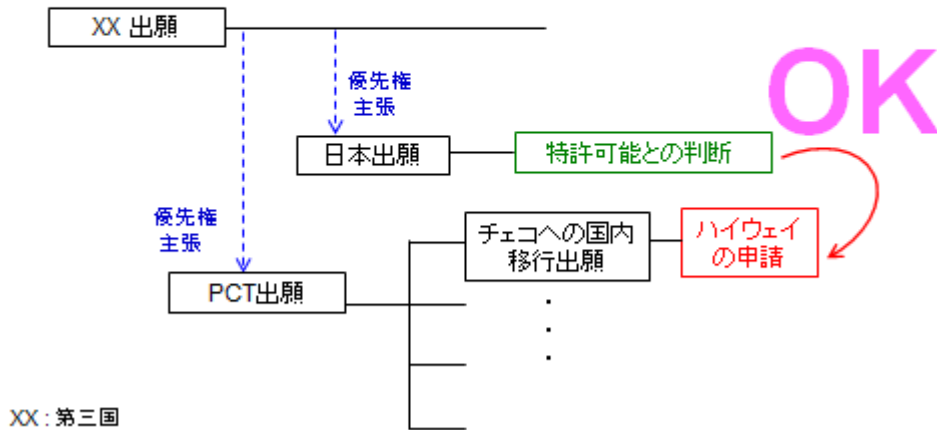 XX 出願
OK
優先権
主張
日本出願
特許可能との判断
優先権
主張
チェコへの国内
移行出願
ハイウェイ
の申請
PCT出願
XX : 第三国